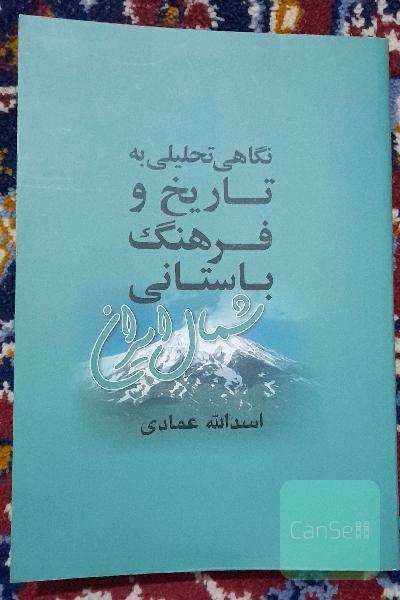 نگاهی تحلیلی به
تاریخ و
فرهنگ
باستانی
شمال ایران
اسدالله عمادی
CanSell